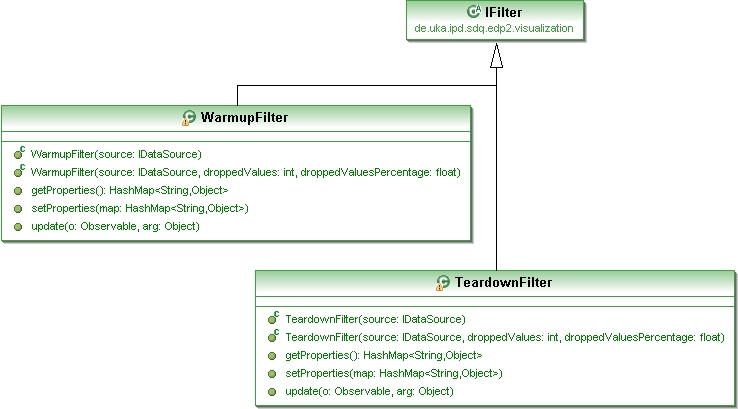 IFilter
de.uka.ipd.sdq.edp2.visualization
WarmupFilter
WarmupFilter(source: IDataSource)
WarmupFilter(source: IDataSource, droppedValues: int, droppedValuesPercentage: float)
getProperties(): HashMap<String,Object>
setProperties(map: HashMap<String,Object>)
update(o: Observable, arg: Object)
TeardownFilter
TeardownFilter(source: IDataSource)
TeardownFilter(source: IDataSource, droppedValues: int, droppedValuesPercentage: float)
getProperties(): HashMap<String,Object>
setProperties(map: HashMap<String,Object>)
update(o: Observable, arg: Object)